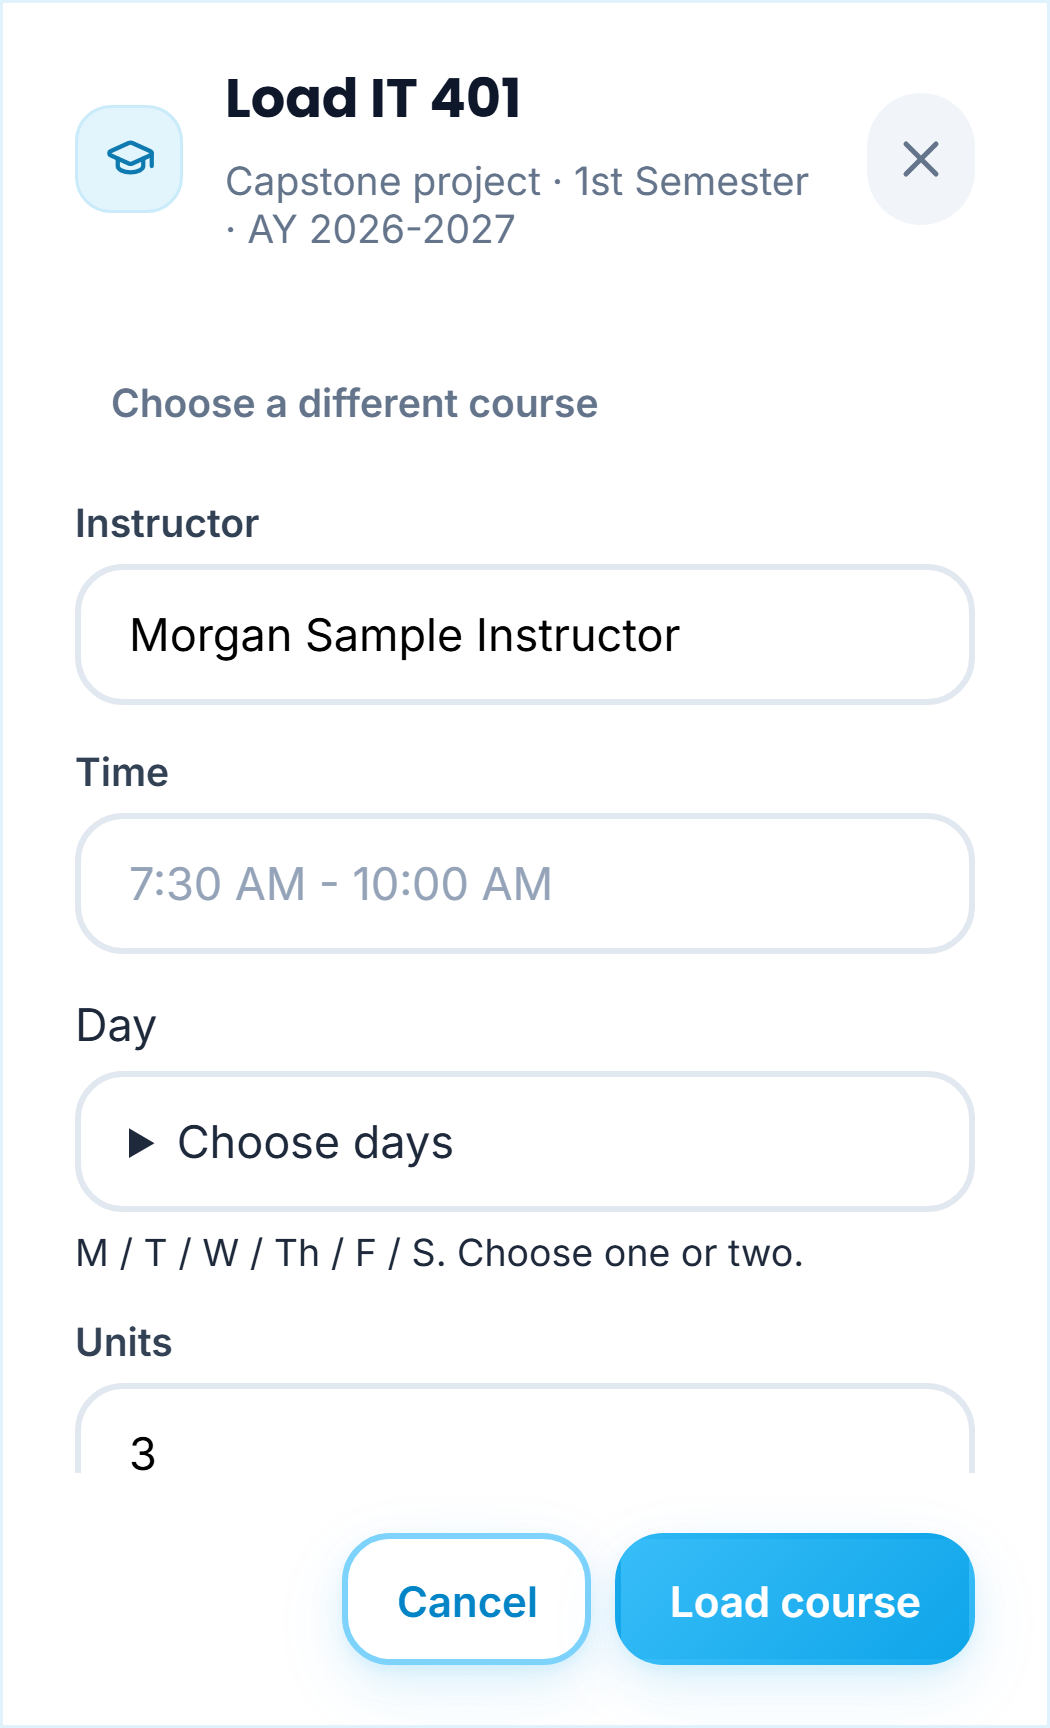 Load IT 401
Capstone project · 1st Semester
· AY 2026-2027
Choose a different course
Instructor
Morgan Sample Instructor
Time
7:30 AM - 10:00 AM
Day
Choose days
M / T / W / Th / F / S. Choose one or two.
Units
3
Cancel
Load course